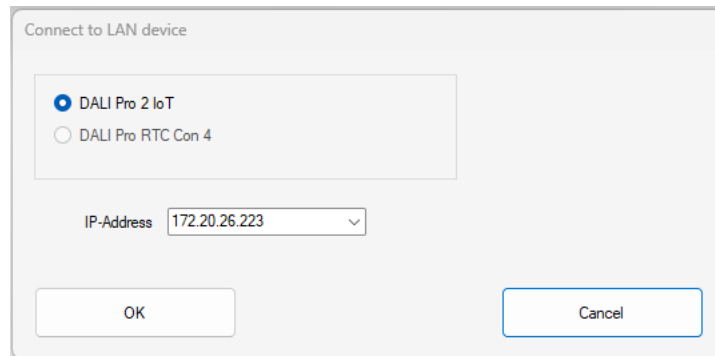 Connect to LAN device
DALI Pro 2 IoT
DALI Pro RTC Con 4
IP-Address 172.20.26.223
OK Cancel